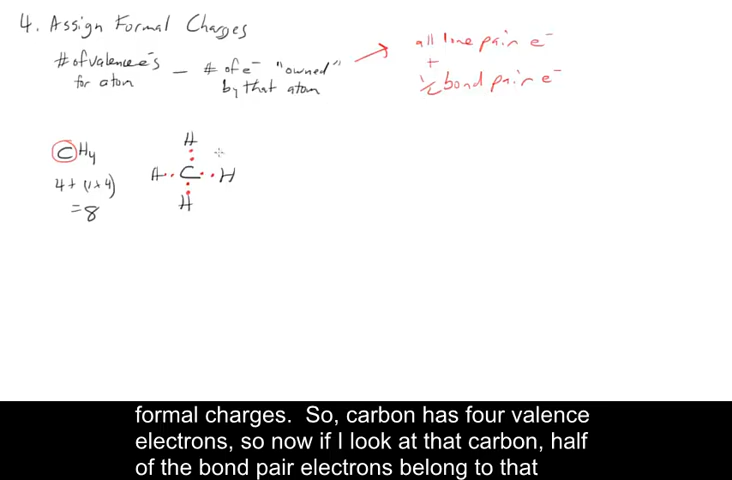 4. Assign Formal Charges
# of valence e⁻s
for atom
– # of e⁻ "owned"
by that atom
all lone pair e⁻
+
1/2 bond pair e⁻
CH4
4 + (1×4)
= 8
H
H C H
H
formal charges. So, carbon has four valence
electrons, so now if I look at that carbon, half
of the bond pair electrons belong to that